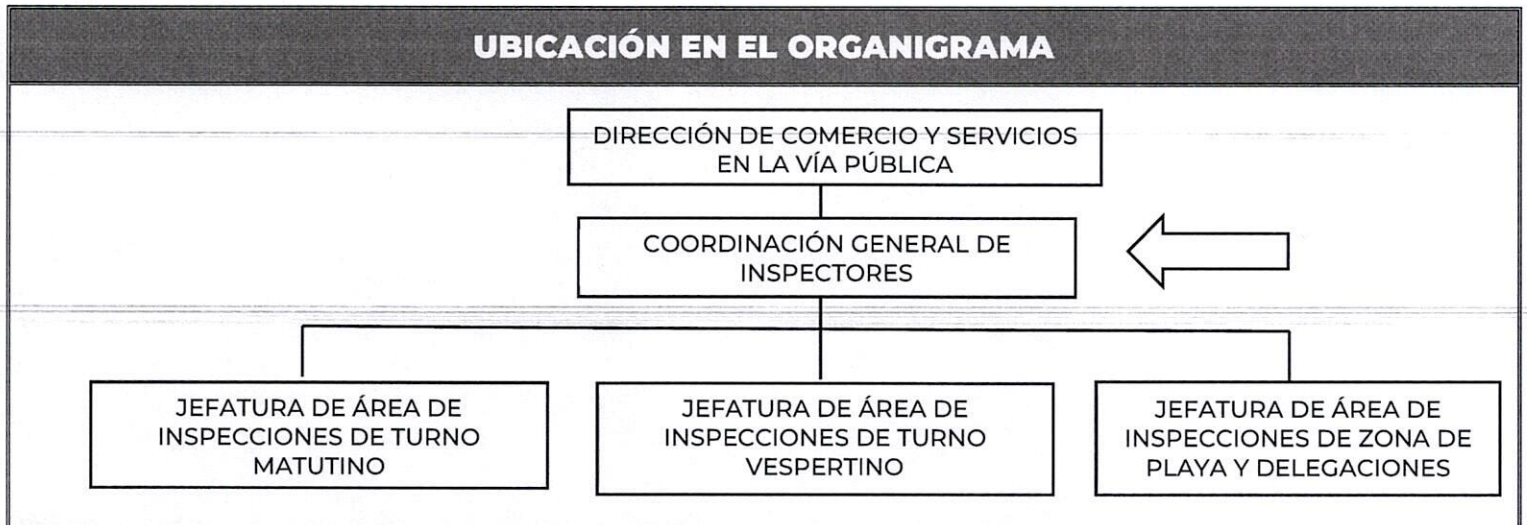 UBICACIÓN EN EL ORGANIGRAMA
DIRECCIÓN DE COMERCIO Y SERVICIOS
EN LA VÍA PÚBLICA
COORDINACIÓN GENERAL DE
INSPECTORES
JEFATURA DE ÁREA DE
INSPECCIONES DE TURNO
MATUTINO
JEFATURA DE ÁREA DE
INSPECCIONES DE TURNO
VESPERTINO
JEFATURA DE ÁREA DE
INSPECCIONES DE ZONA DE
PLAYA Y DELEGACIONES